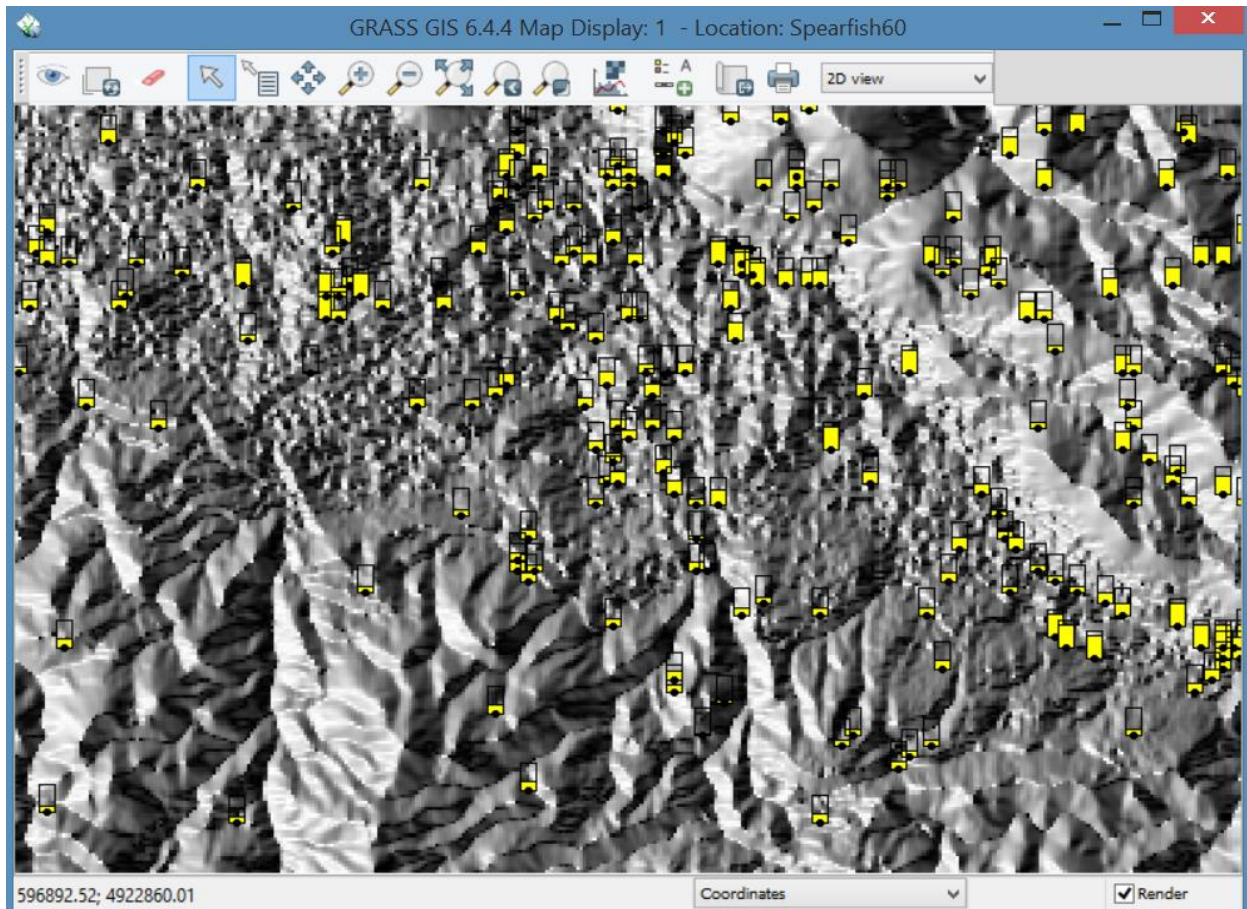 GRASS GIS 6.4.4 Map Display: 1 - Location: Spearfish60
A
2D view
596892.52; 4922860.01
Coordinates
Render